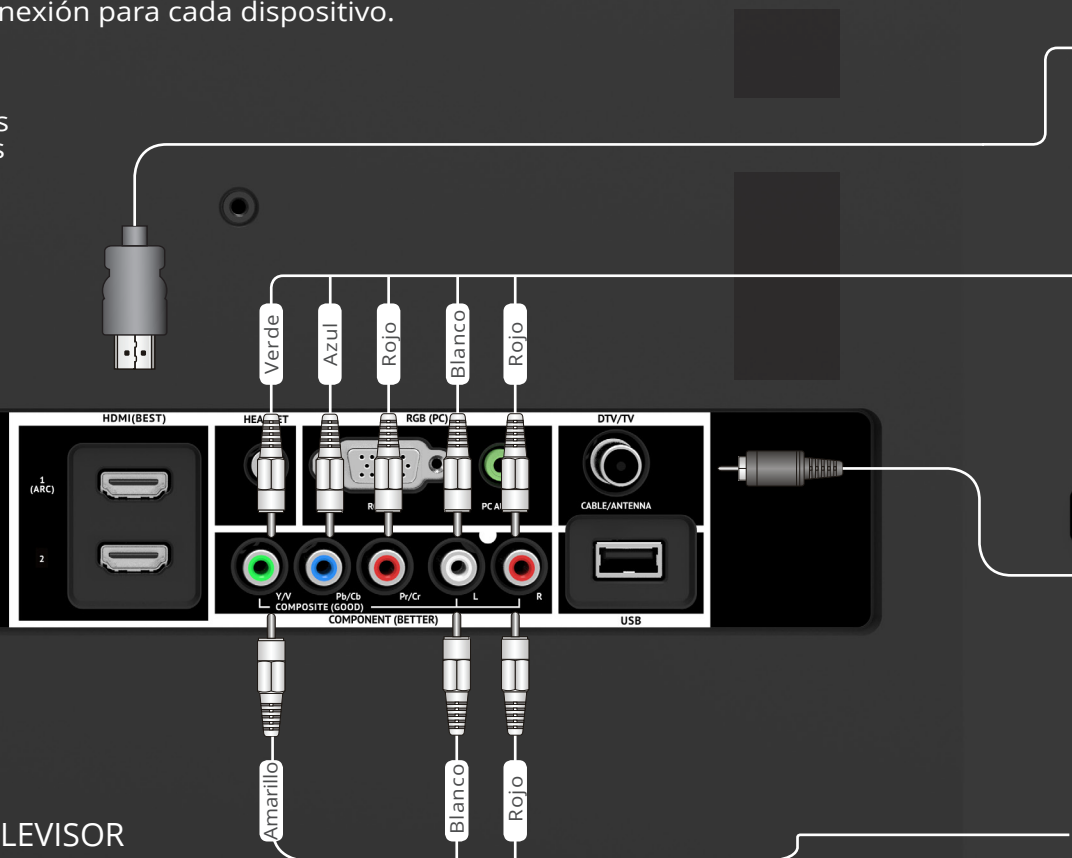 nexión para cada dispositivo.
s
s
Verde
Azul
Rojo
Blanco
Rojo
HDMI(BEST)
RGB (PC)
DTV/TV
1
(ARC)
2
CABLE/ANTENNA
Y/V
Pb/Cb
Pr/Cr
L
R
COMPOSITE (GOOD)
COMPONENT (BETTER)
USB
Amarillo
Blanco
Rojo
LEVISOR